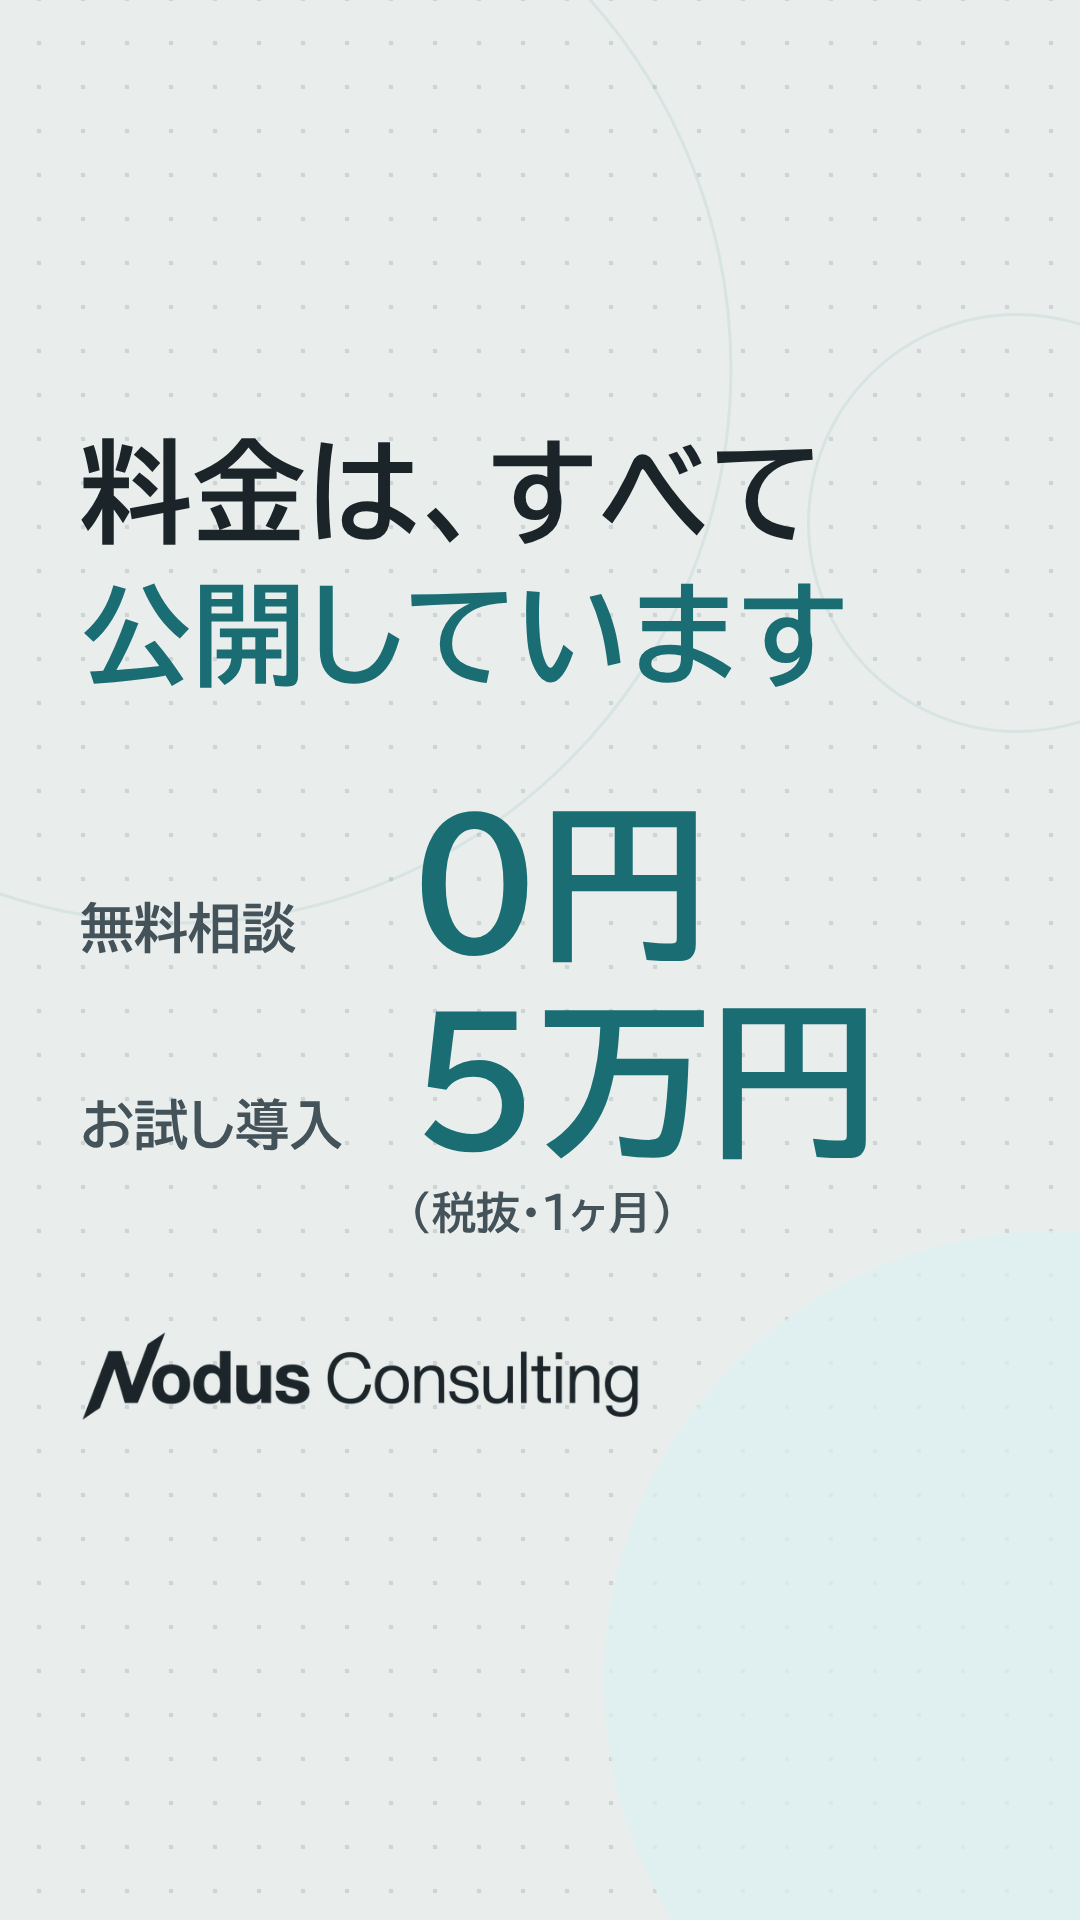 料金は、すべて
公開しています
無料相談 0円
お試し導入 5万円
（税抜・1ヶ月）
Nodus Consulting